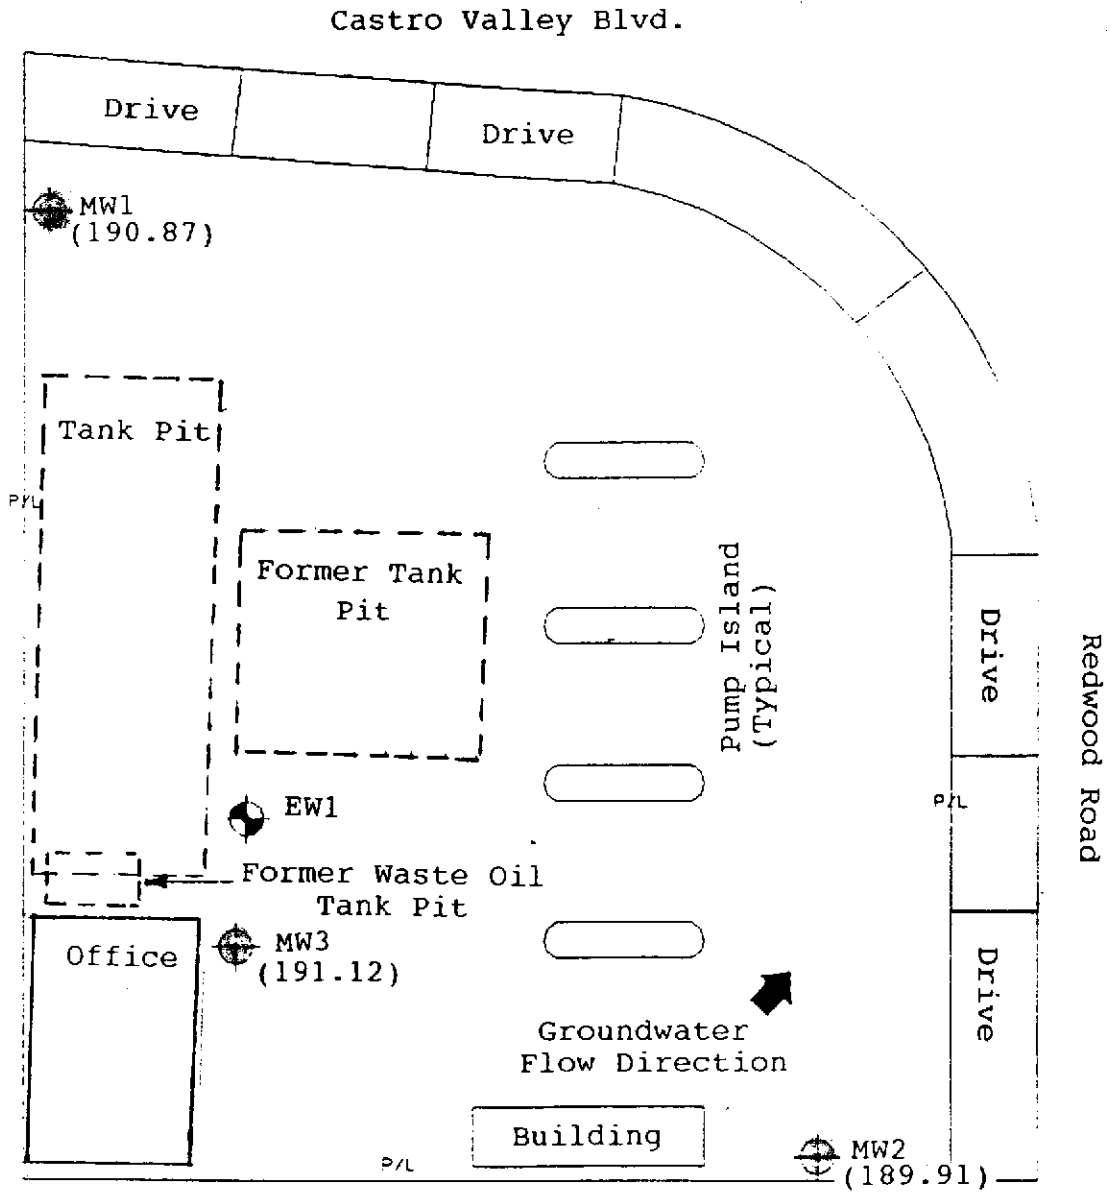 Castro Valley Blvd.
Drive
Drive
MW1
(190.87)
Tank Pit
P/L
Former Tank
Pit
Pump Island
(Typical)
Drive
Redwood Road
P/L
EW1
Former Waste Oil
Tank Pit
Office
MW3
(191.12)
Drive
Groundwater
Flow Direction
Building
P/L
MW2
(189.91)